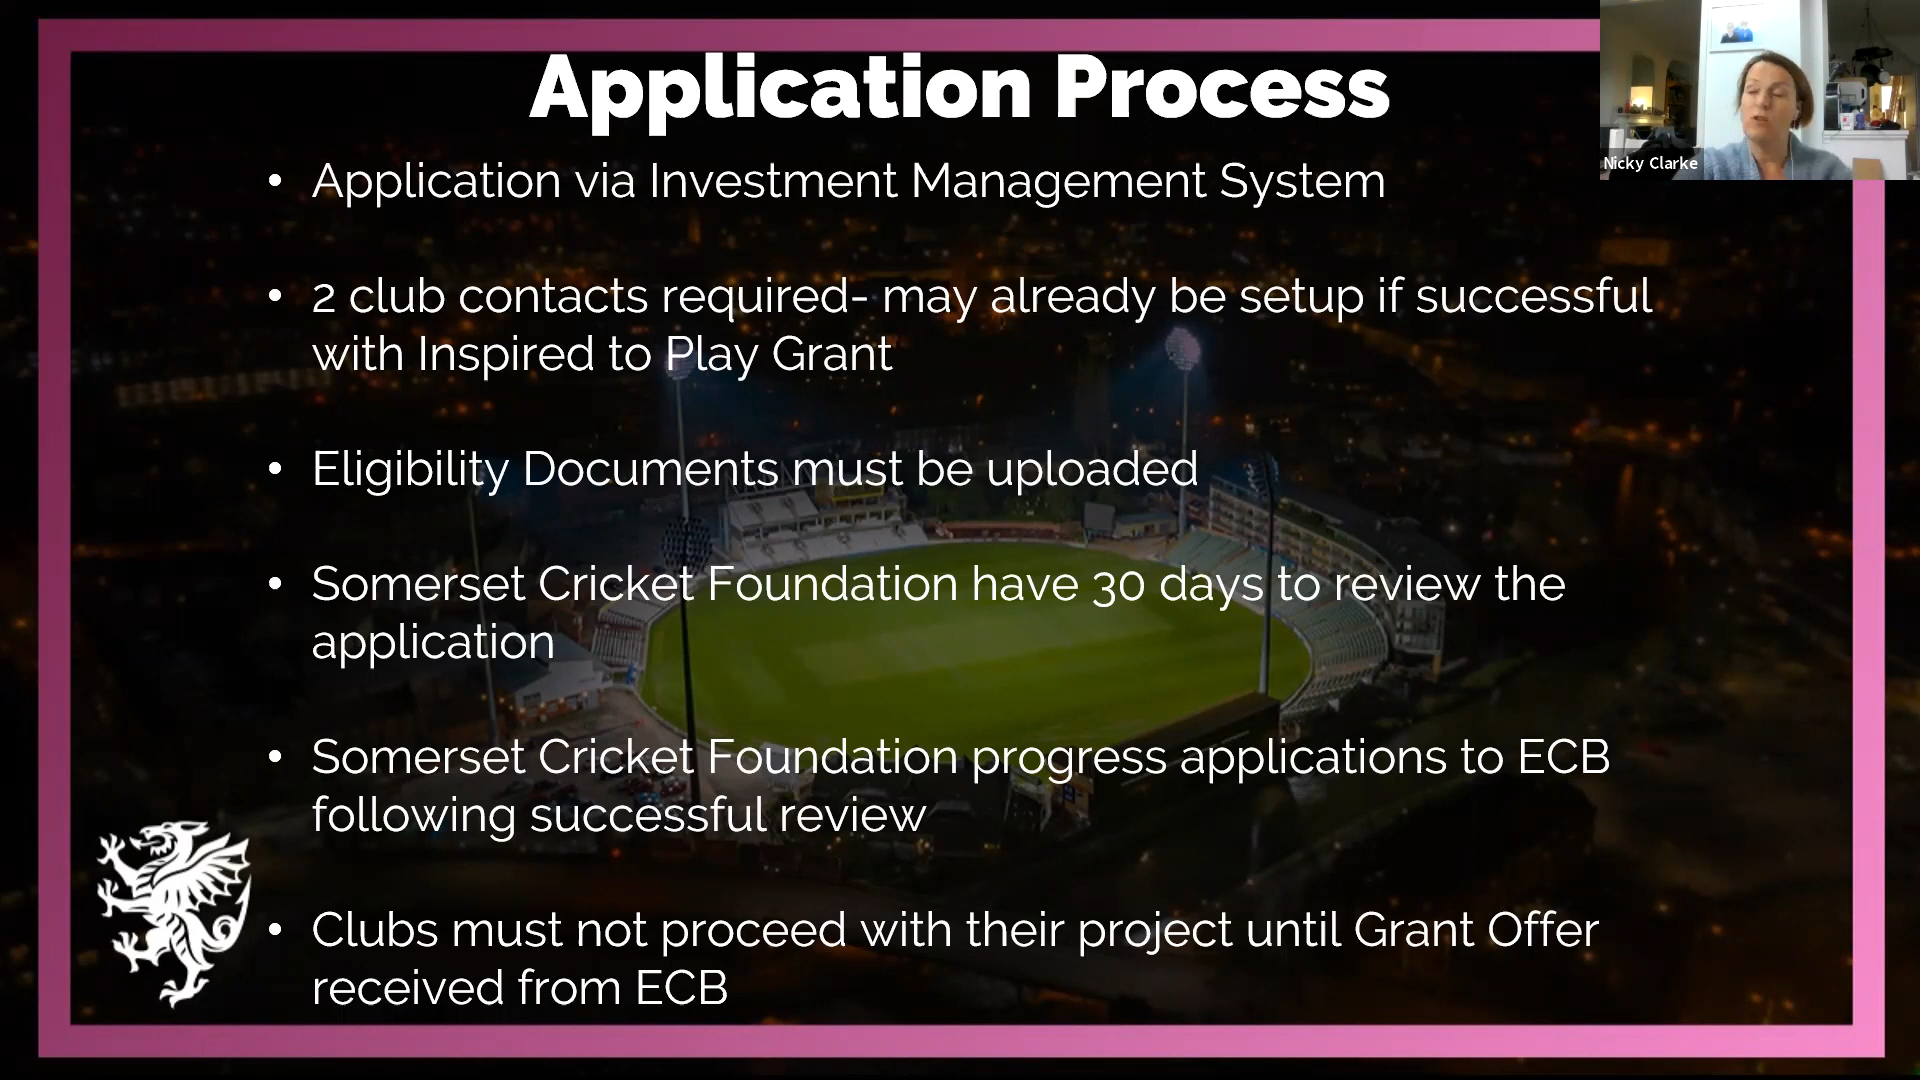 Application Process
• Application via Investment Management System
• 2 club contacts required- may already be setup if successful
with Inspired to Play Grant
• Eligibility Documents must be uploaded
• Somerset Cricket Foundation have 30 days to review the
application
• Somerset Cricket Foundation progress applications to ECB
following successful review
• Clubs must not proceed with their project until Grant Offer
received from ECB
Nicky Clarke